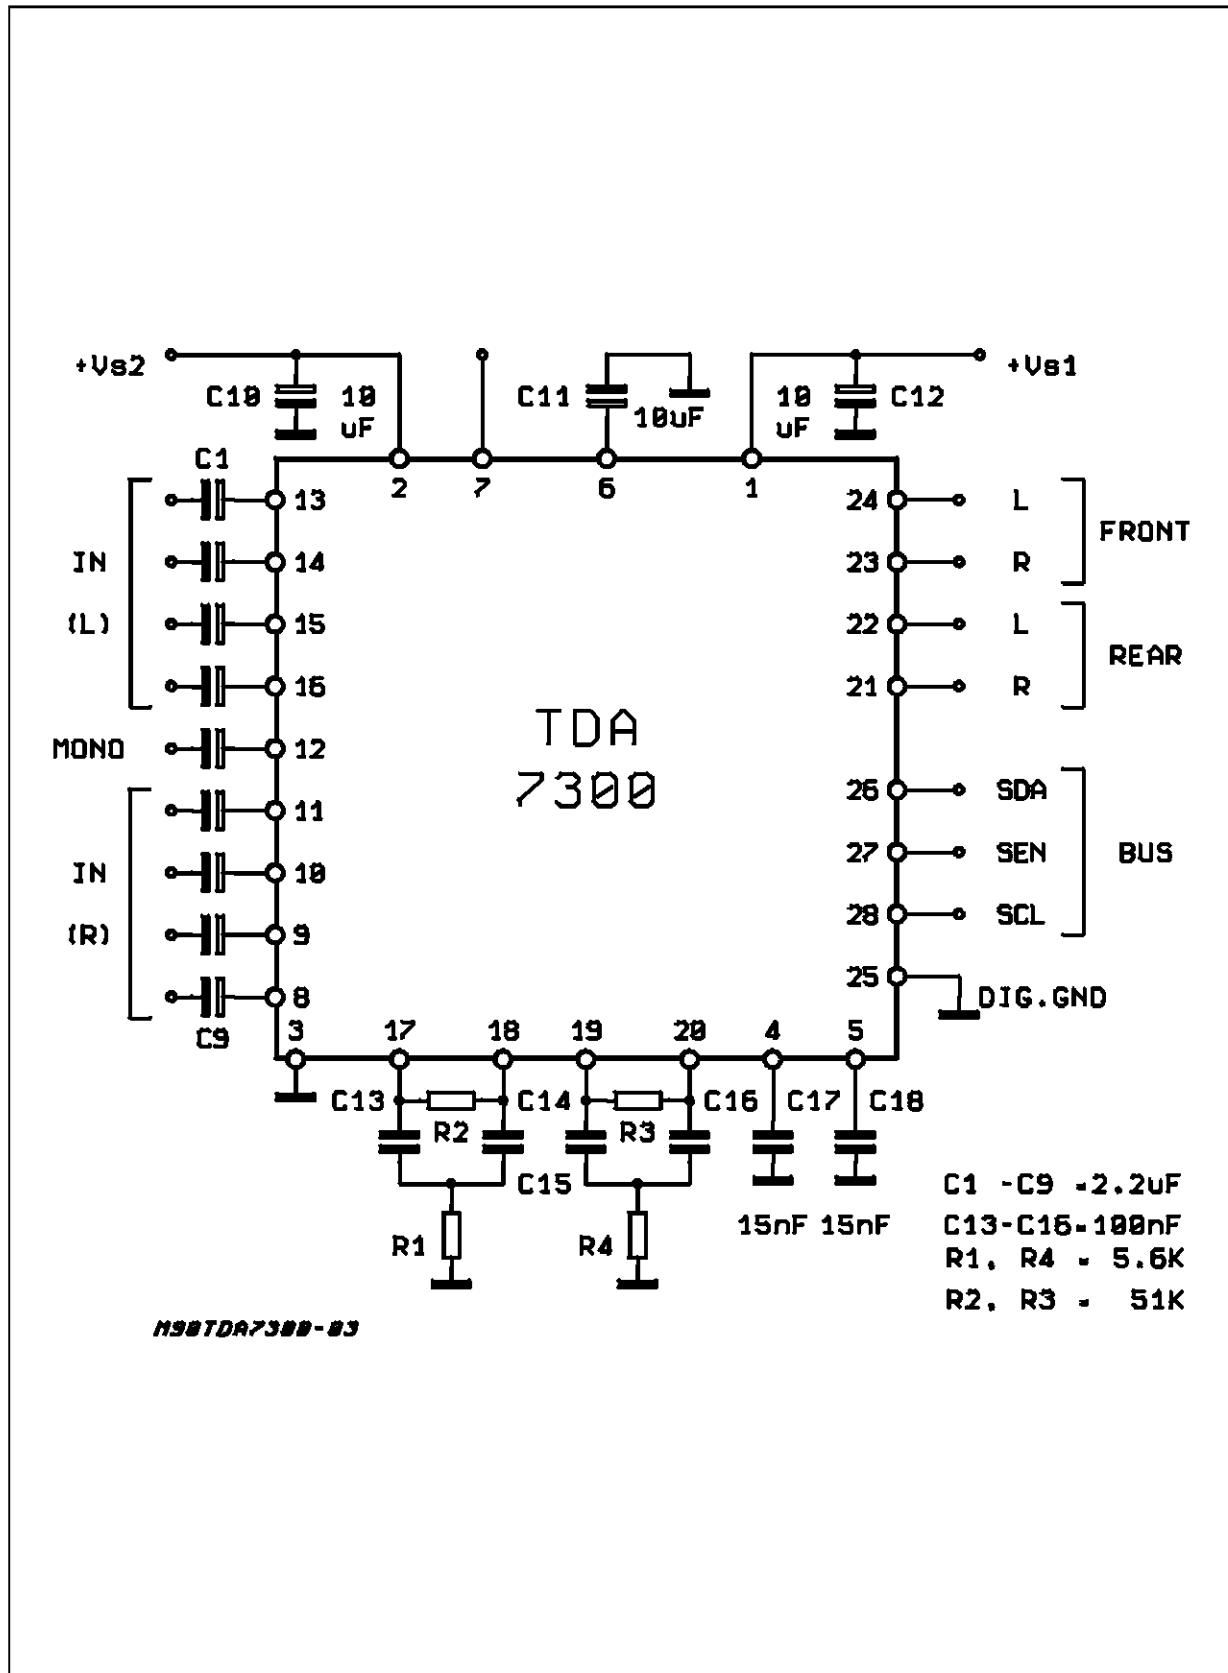 +Vs2
+Vs1
C10
10
uF
C11
10uF
10
uF
C12
C1
2
7
6
1
13
24
L
FRONT
IN
14
23
R
(L)
15
22
L
REAR
16
21
R
TDA
7300
MONO
12
26
SDA
11
IN
10
27
SEN
BUS
(R)
9
28
SCL
8
25
DIG.GND
C9
3
17
18
19
20
4
5
C13
C14
C16
C17
C18
R2
R3
C15
15nF
15nF
R1
R4
C1 -C9 =2.2uF
C13-C16=100nF
R1, R4 = 5.6K
R2, R3 = 51K
M90TDA7300-03